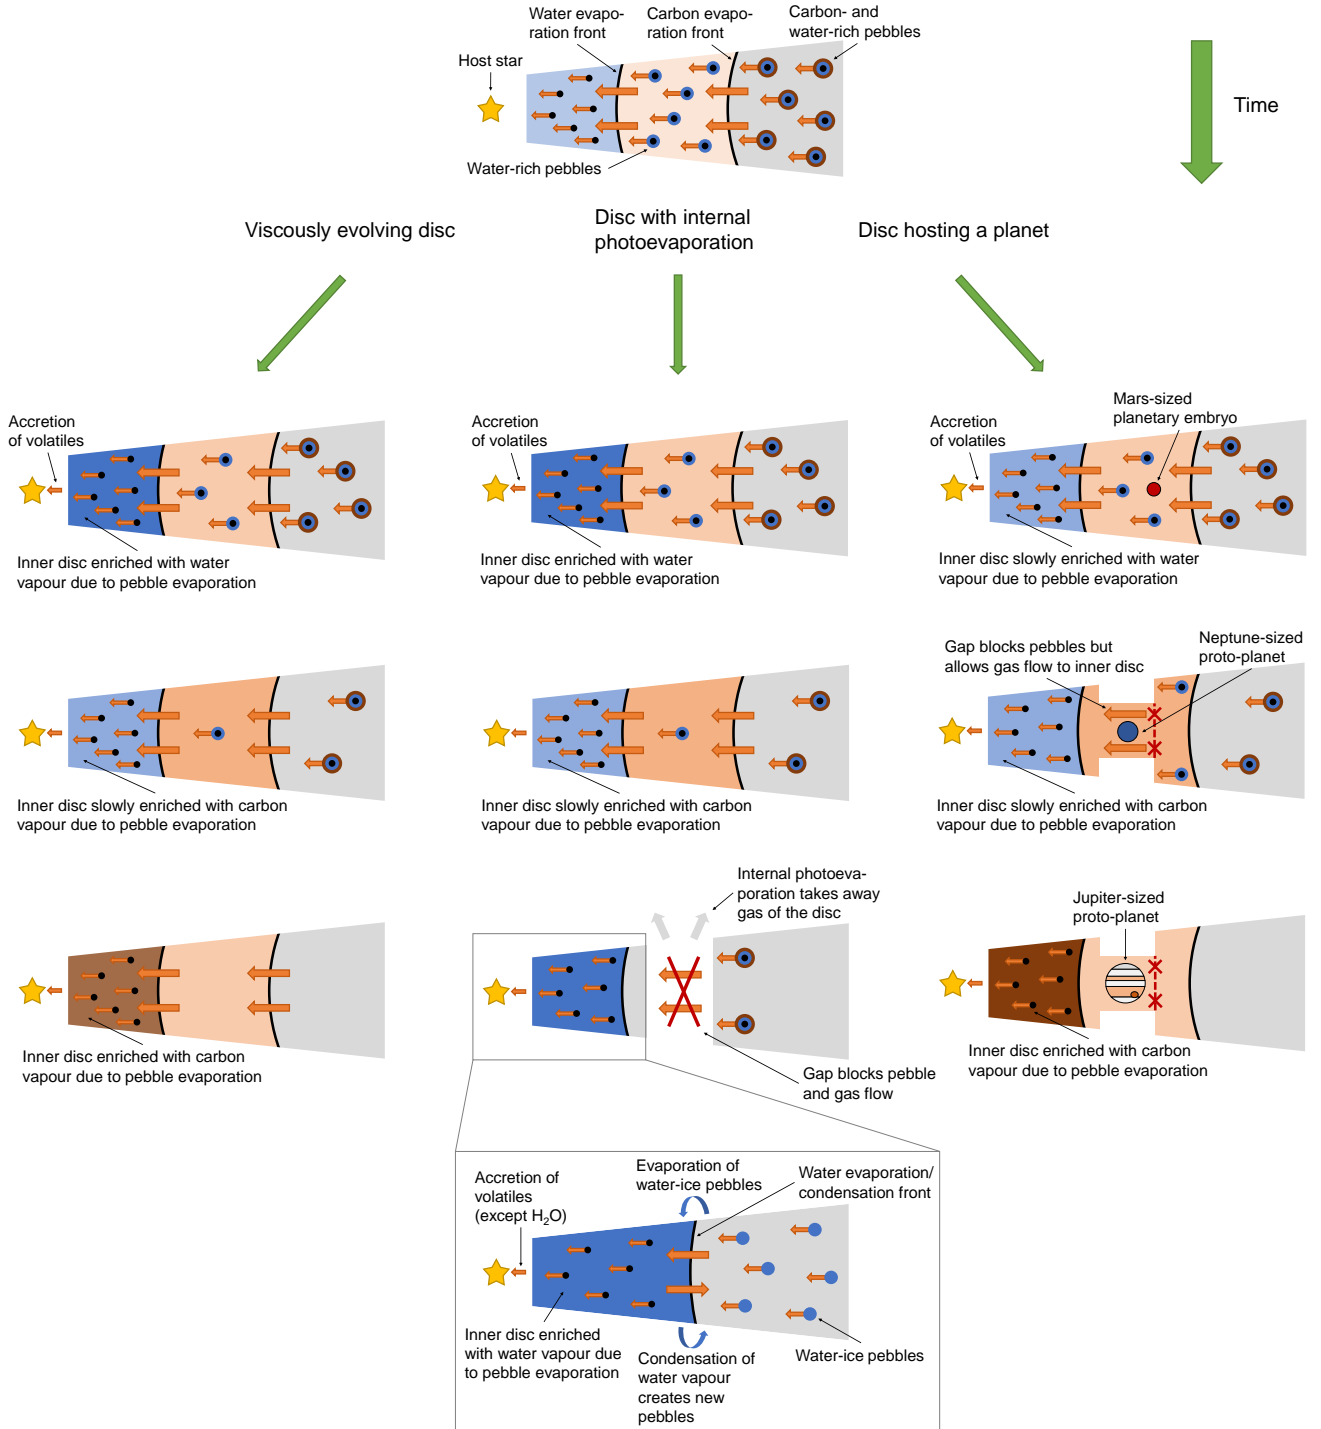 Water evapo-
ration front
Carbon evapo-
ration front
Carbon- and
water-rich pebbles
Host star
Time
Water-rich pebbles
Viscously evolving disc
Disc with internal
photoevaporation
Disc hosting a planet
Accretion
of volatiles
Inner disc enriched with water
vapour due to pebble evaporation
Accretion
of volatiles
Inner disc enriched with water
vapour due to pebble evaporation
Accretion
of volatiles
Mars-sized
planetary embryo
Inner disc slowly enriched with water
vapour due to pebble evaporation
Inner disc slowly enriched with carbon
vapour due to pebble evaporation
Inner disc slowly enriched with carbon
vapour due to pebble evaporation
Gap blocks pebbles but
allows gas flow to inner disc
Neptune-sized
proto-planet
Inner disc slowly enriched with carbon
vapour due to pebble evaporation
Inner disc enriched with carbon
vapour due to pebble evaporation
Internal photoeva-
poration takes away
gas of the disc
Gap blocks pebble
and gas flow
Jupiter-sized
proto-planet
Inner disc enriched with carbon
vapour due to pebble evaporation
Accretion of
volatiles
(except H₂O)
Evaporation of
water-ice pebbles
Water evaporation/
condensation front
Inner disc enriched
with water vapour due
to pebble evaporation
Condensation of
water vapour
creates new
pebbles
Water-ice pebbles